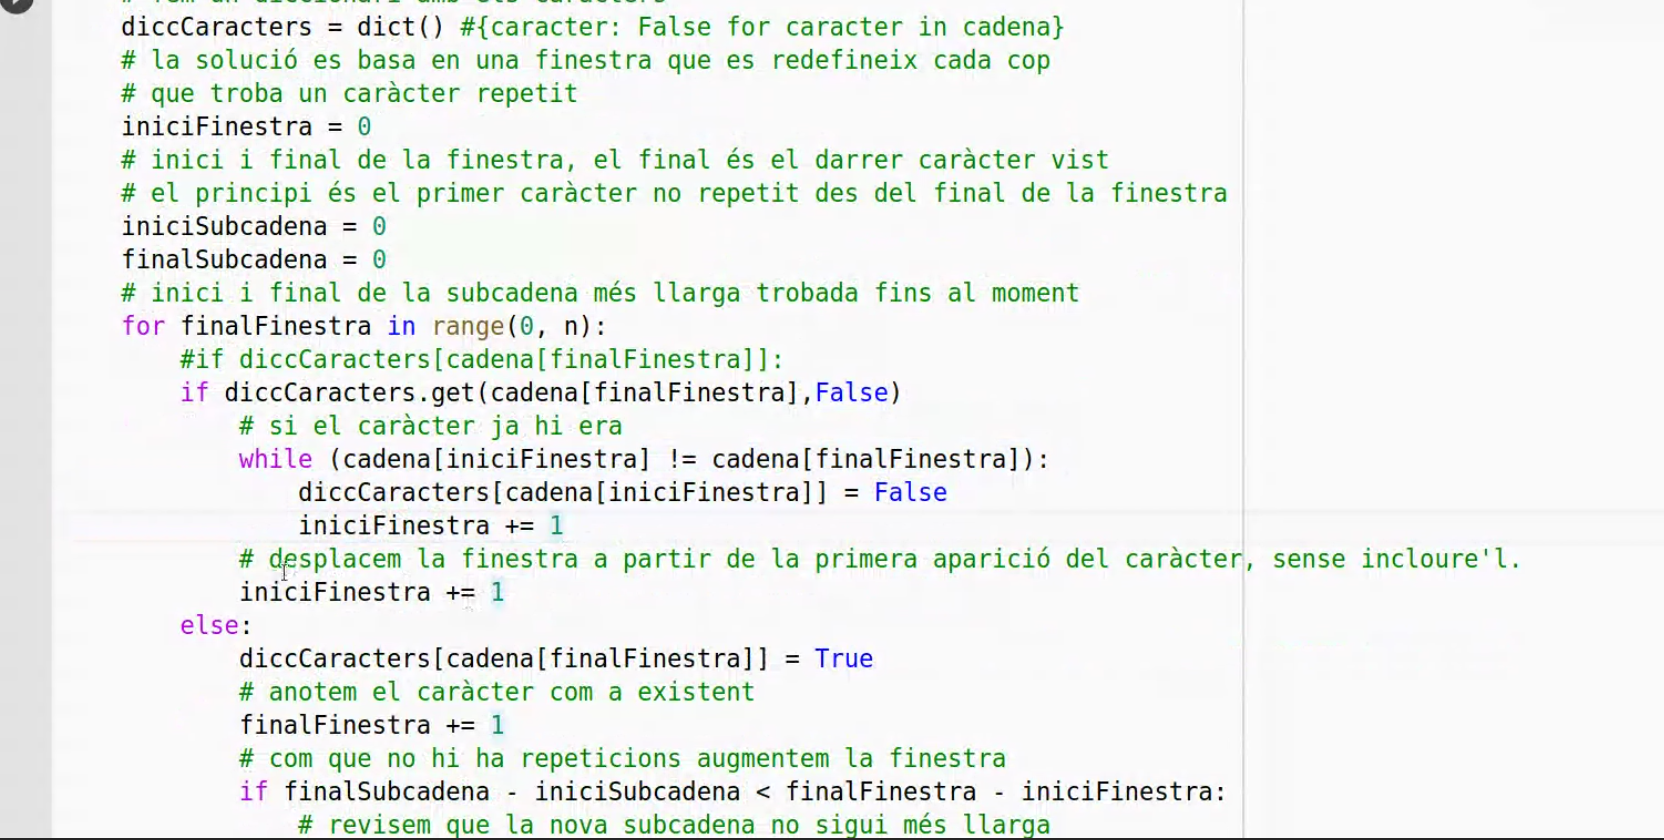 diccCaracters = dict() #{caracter: False for caracter in cadena}
# la solució es basa en una finestra que es redefineix cada cop
# que troba un caràcter repetit
iniciFinestra = 0
# inici i final de la finestra, el final és el darrer caràcter vist
# el principi és el primer caràcter no repetit des del final de la finestra
iniciSubcadena = 0
finalSubcadena = 0
# inici i final de la subcadena més llarga trobada fins al moment
for finalFinestra in range(0, n):
#if diccCaracters[cadena[finalFinestra]]:
if diccCaracters.get(cadena[finalFinestra],False)
# si el caràcter ja hi era
while (cadena[iniciFinestra] != cadena[finalFinestra]):
diccCaracters[cadena[iniciFinestra]] = False
iniciFinestra += 1
# desplacem la finestra a partir de la primera aparició del caràcter, sense incloure'l.
iniciFinestra += 1
else:
diccCaracters[cadena[finalFinestra]] = True
# anotem el caràcter com a existent
finalFinestra += 1
# com que no hi ha repeticions augmentem la finestra
if finalSubcadena - iniciSubcadena < finalFinestra - iniciFinestra:
# revisem que la nova subcadena no sigui més llarga